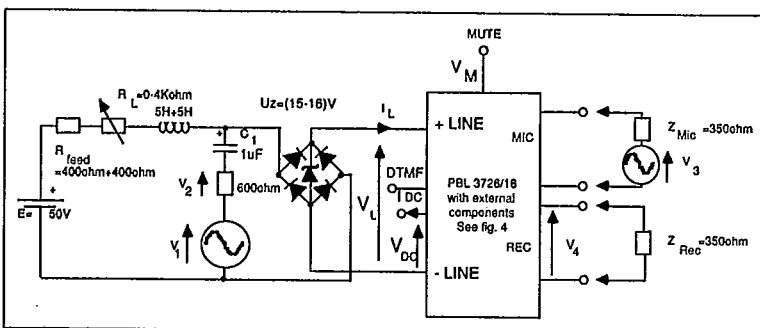 MUTE
V M
R L =0-4Kohm
5H+5H
Uz=(15-16)V
I L
+ LINE
MIC
Z Mic =350ohm
V 3
R feed
=400ohm+400ohm
+
C 1
1uF
+
V 2
600ohm
V L
DTMF
I DC
V DC
PBL 3726/18
with external
components
See fig. 4
REC
V 4
Z Rec =350ohm
E= 50V
+
V 1
- LINE